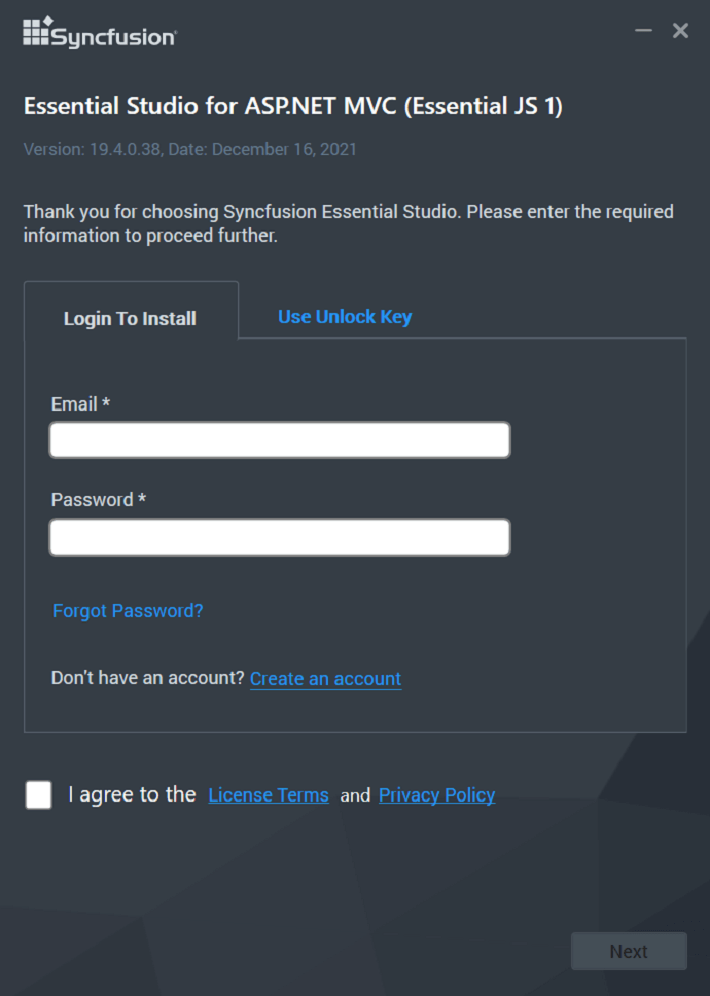 Syncfusion
Essential Studio for ASP.NET MVC (Essential JS 1)
Version: 19.4.0.38, Date: December 16, 2021
Thank you for choosing Syncfusion Essential Studio. Please enter the required
information to proceed further.
Login To Install
Use Unlock Key
Email *
Password *
Forgot Password?
Don't have an account? Create an account
I agree to the License Terms and Privacy Policy
Next